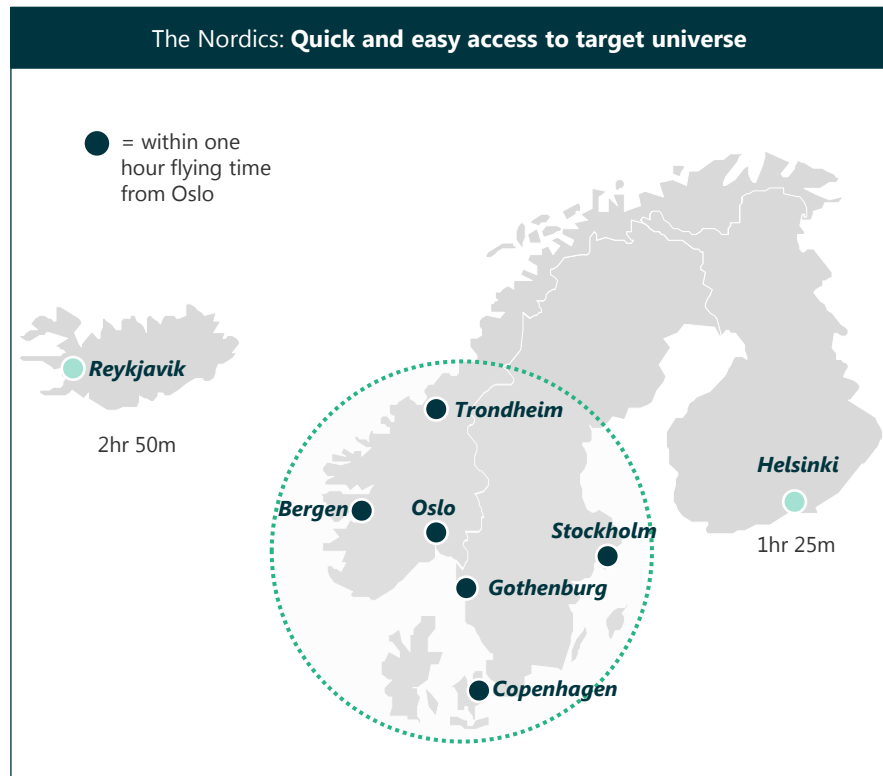 The Nordics: Quick and easy access to target universe
= within one
hour flying time
from Oslo
Reykjavik
2hr 50m
Trondheim
Helsinki
1hr 25m
Bergen
Oslo
Stockholm
Gothenburg
Copenhagen